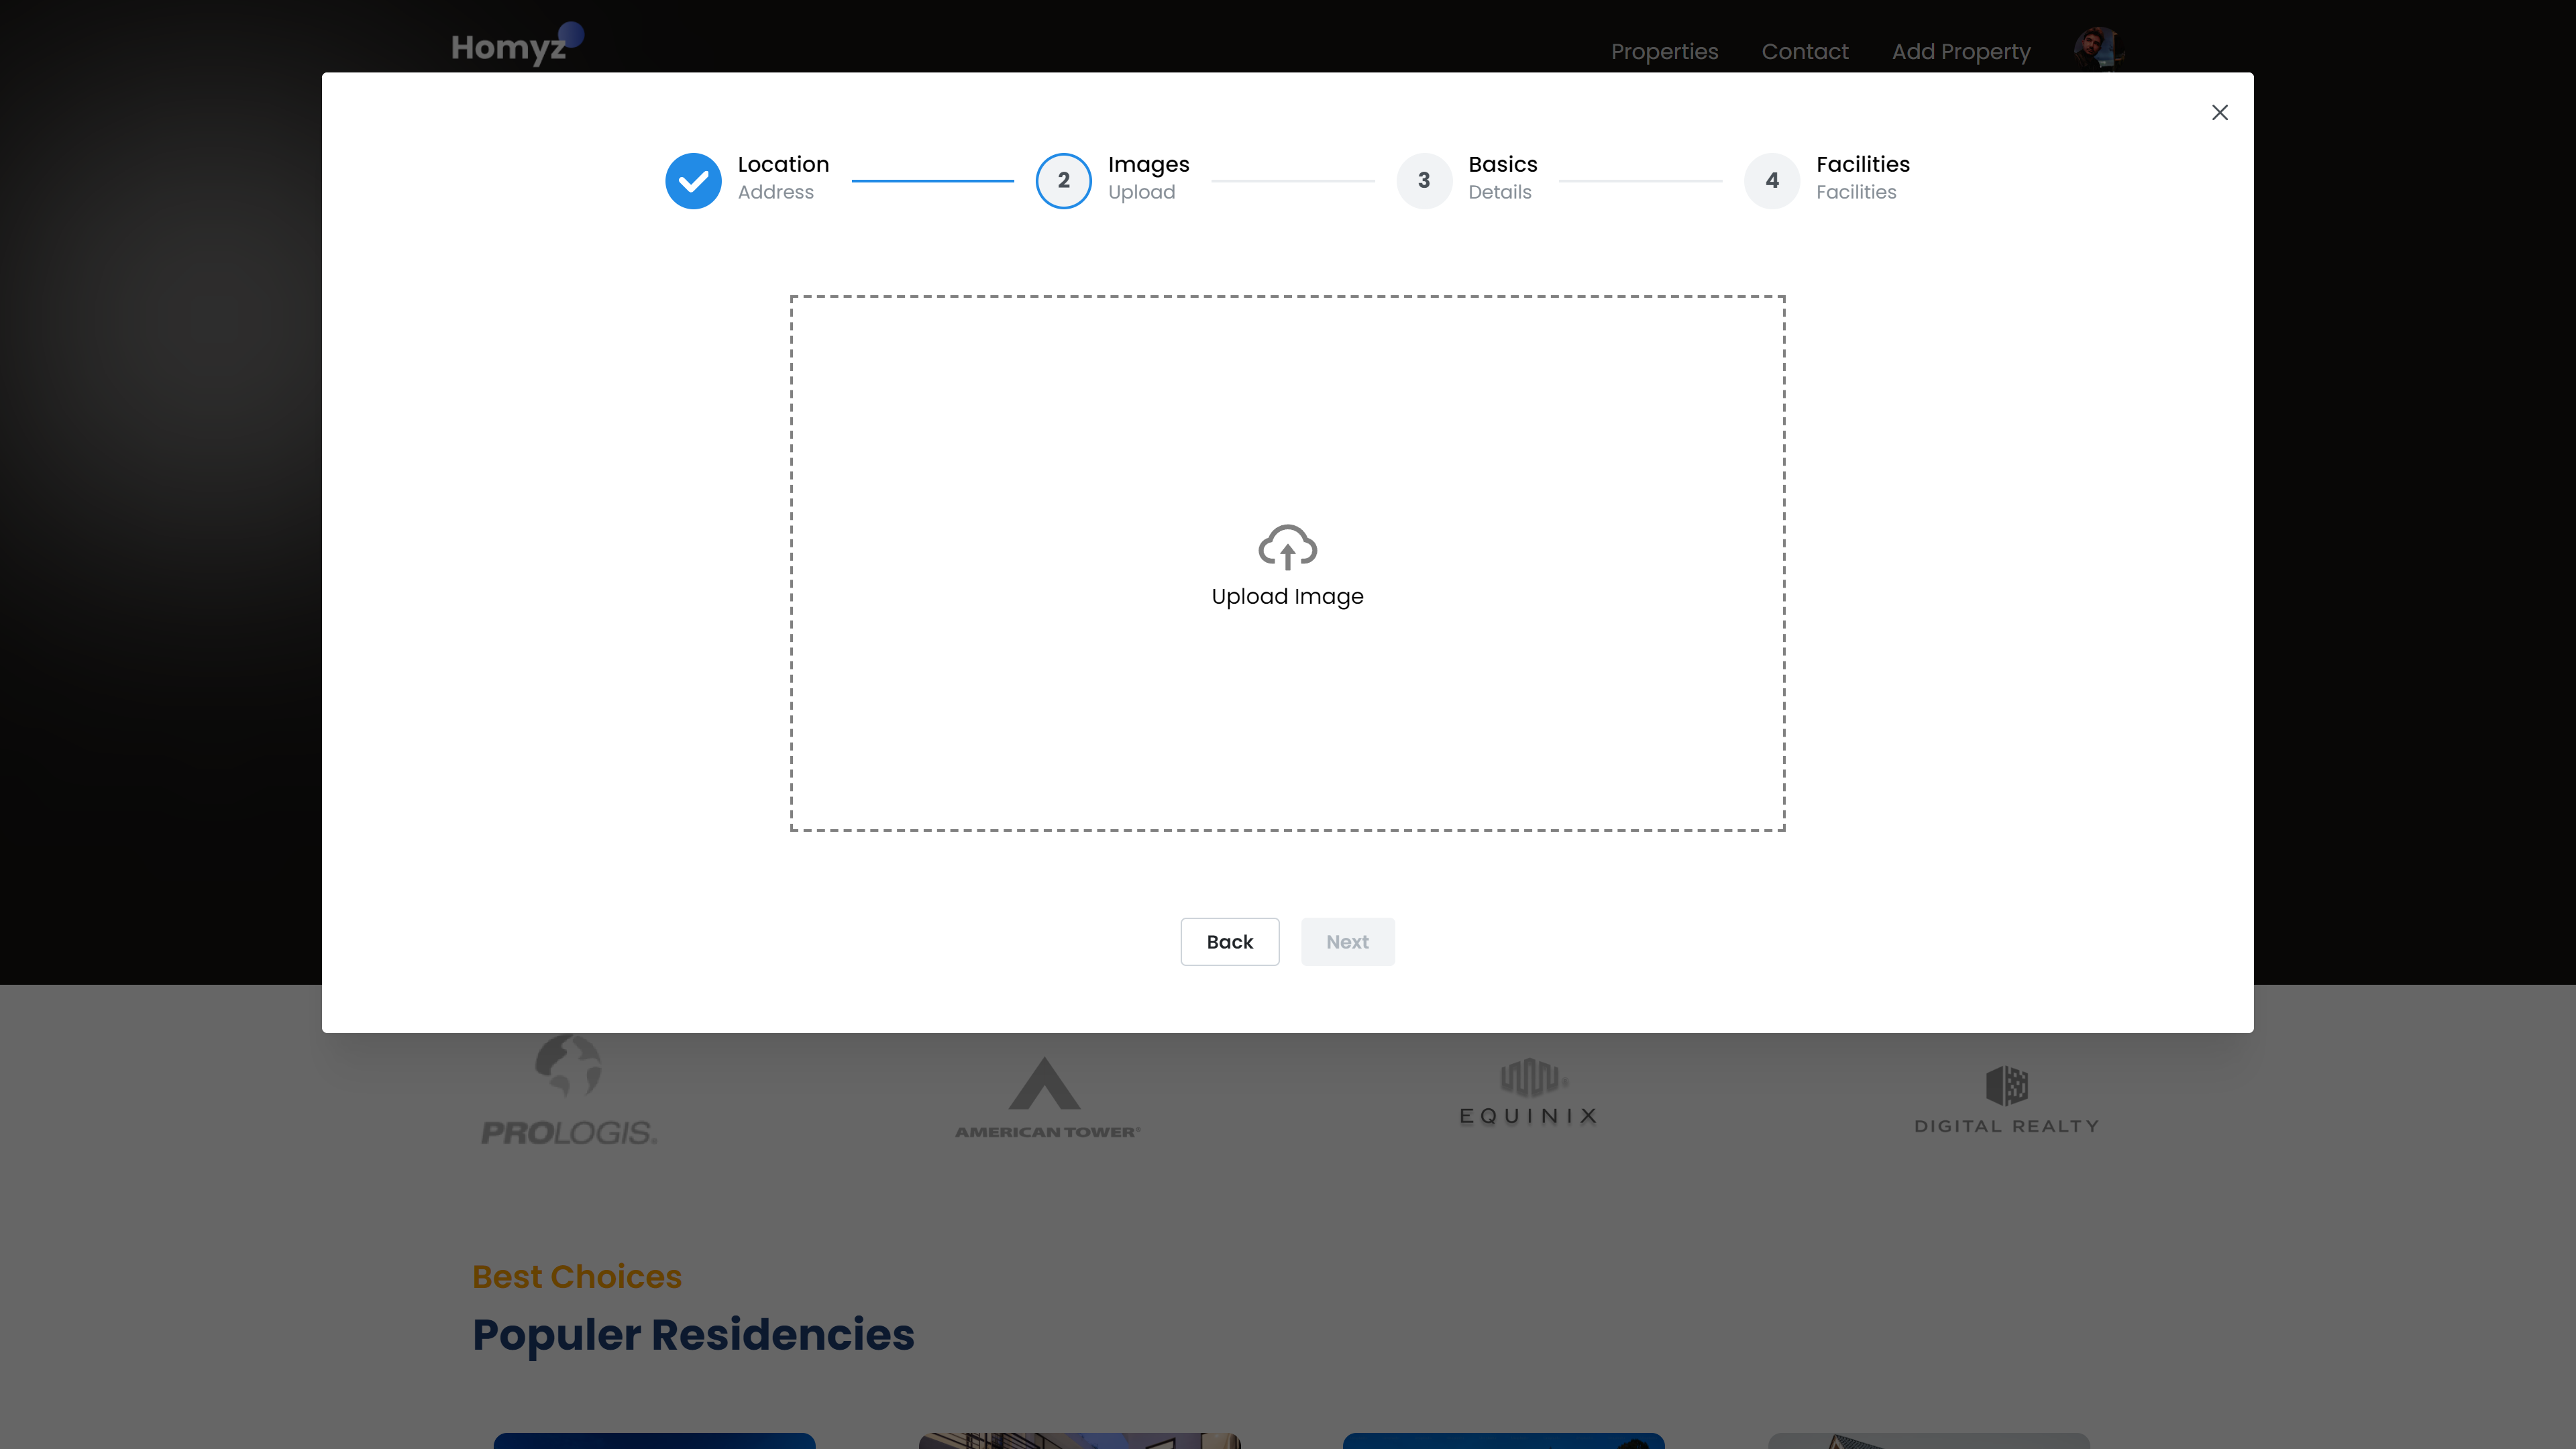 Homyz
Properties Contact Add Property
Location
Address
2
Images
Upload
3
Basics
Details
4
Facilities
Facilities
Upload Image
Back Next
PROLOGIS.
AMERICAN TOWER®
EQUINIX
DIGITAL REALTY
Best Choices
Populer Residencies